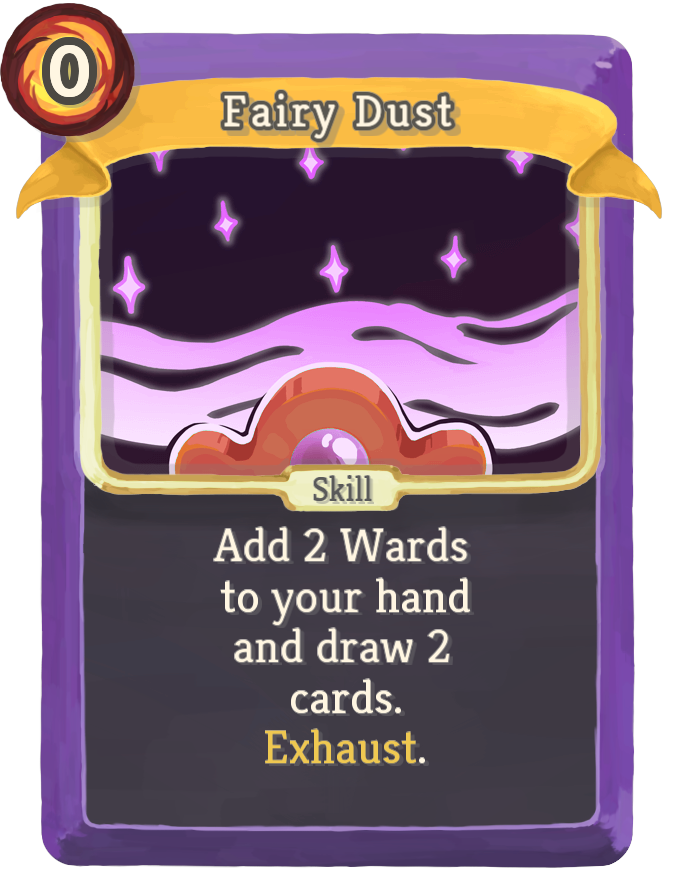 0
Fairy Dust
Skill
Add 2 Wards
to your hand
and draw 2
cards.
Exhaust.